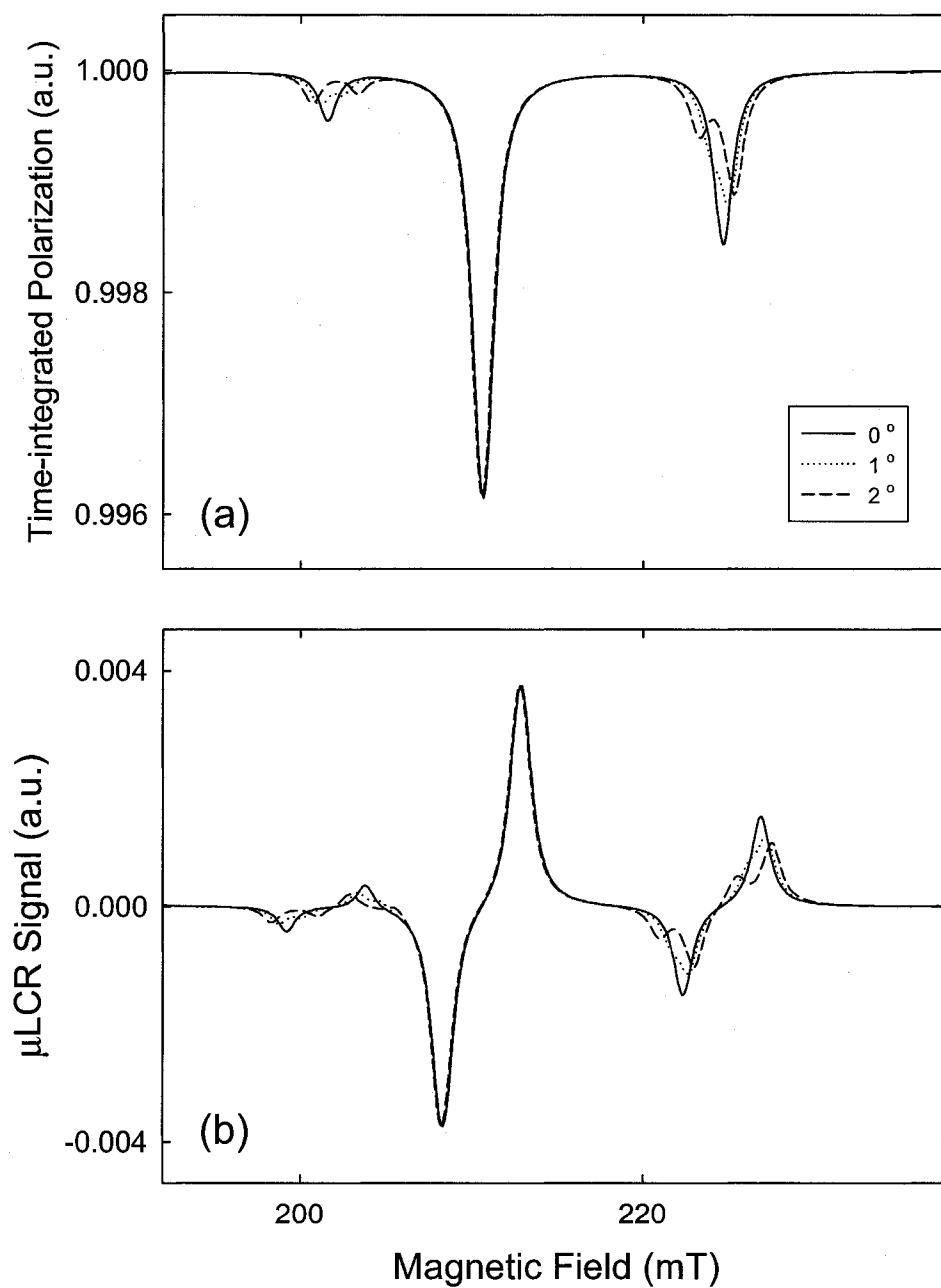 Time-integrated Polarization (a.u.)
1.000
0.998
0.996
(a)
0 °
1 °
2 °
μLCR Signal (a.u.)
0.004
0.000
-0.004
(b)
200
220
Magnetic Field (mT)